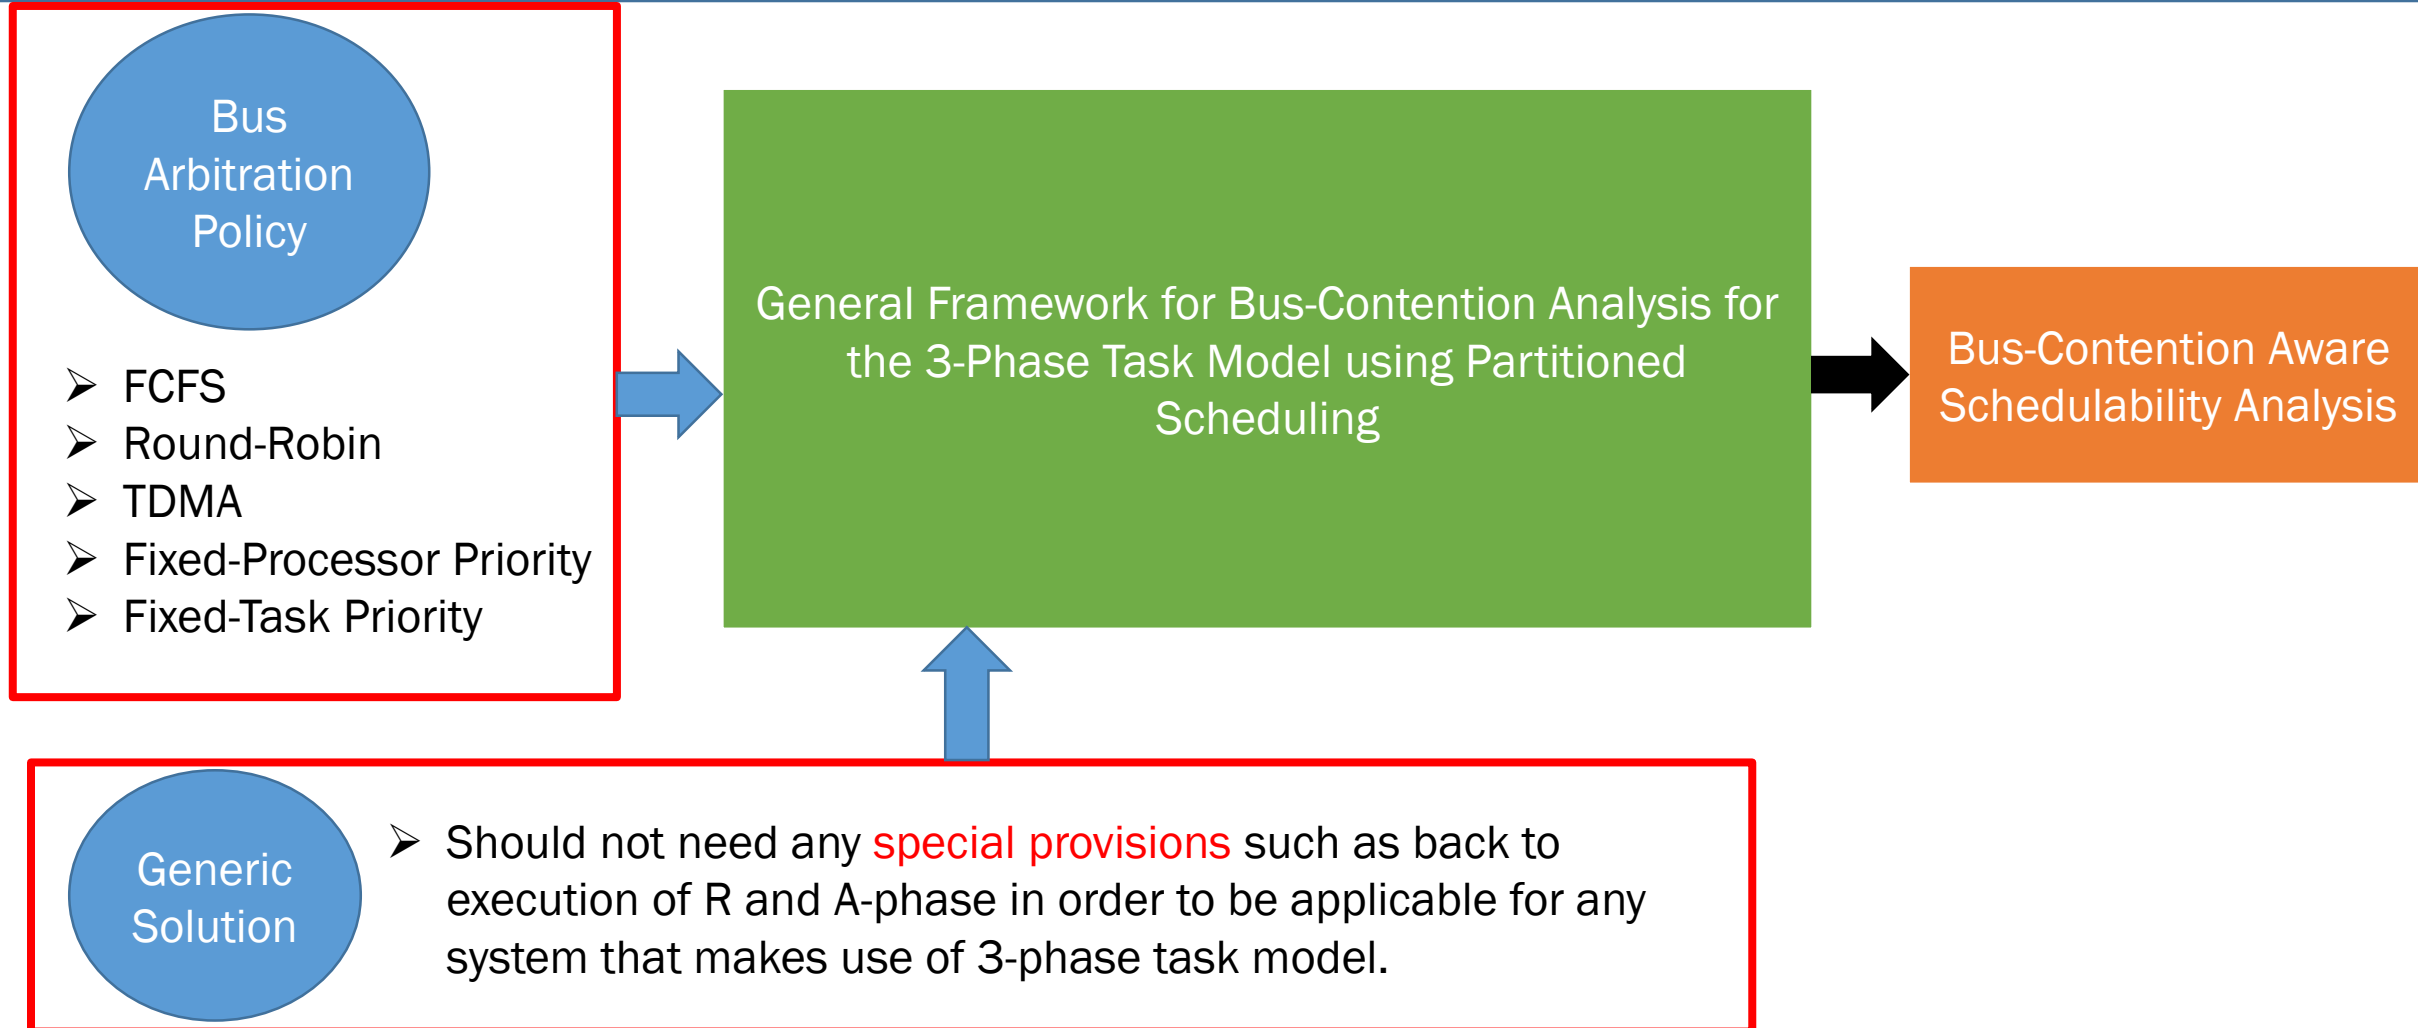 Bus
Arbitration
Policy
➢ FCFS
➢ Round-Robin
➢ TDMA
➢ Fixed-Processor Priority
➢ Fixed-Task Priority
General Framework for Bus-Contention Analysis for
the 3-Phase Task Model using Partitioned
Scheduling
Bus-Contention Aware
Schedulability Analysis
Generic
Solution
➢ Should not need any special provisions such as back to
execution of R and A-phase in order to be applicable for any
system that makes use of 3-phase task model.